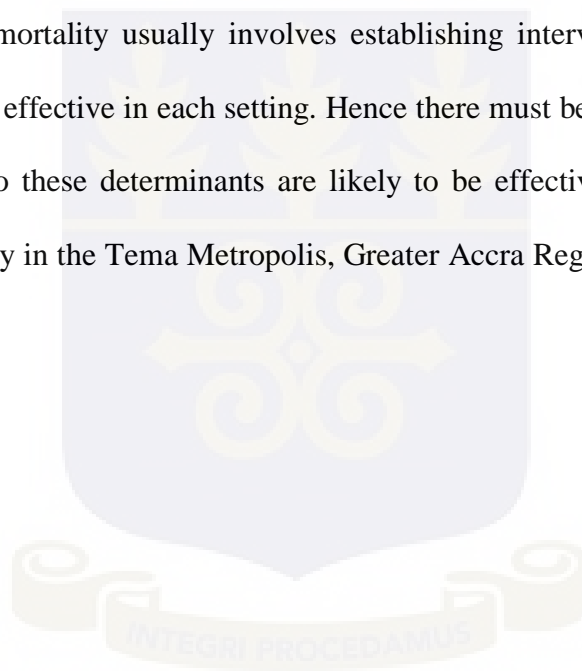 mortality usually involves establishing interv
effective in each setting. Hence there must be
these determinants are likely to be effectiv
in the Tema Metropolis, Greater Accra Reg
INTEGRI PROCEDAMUS